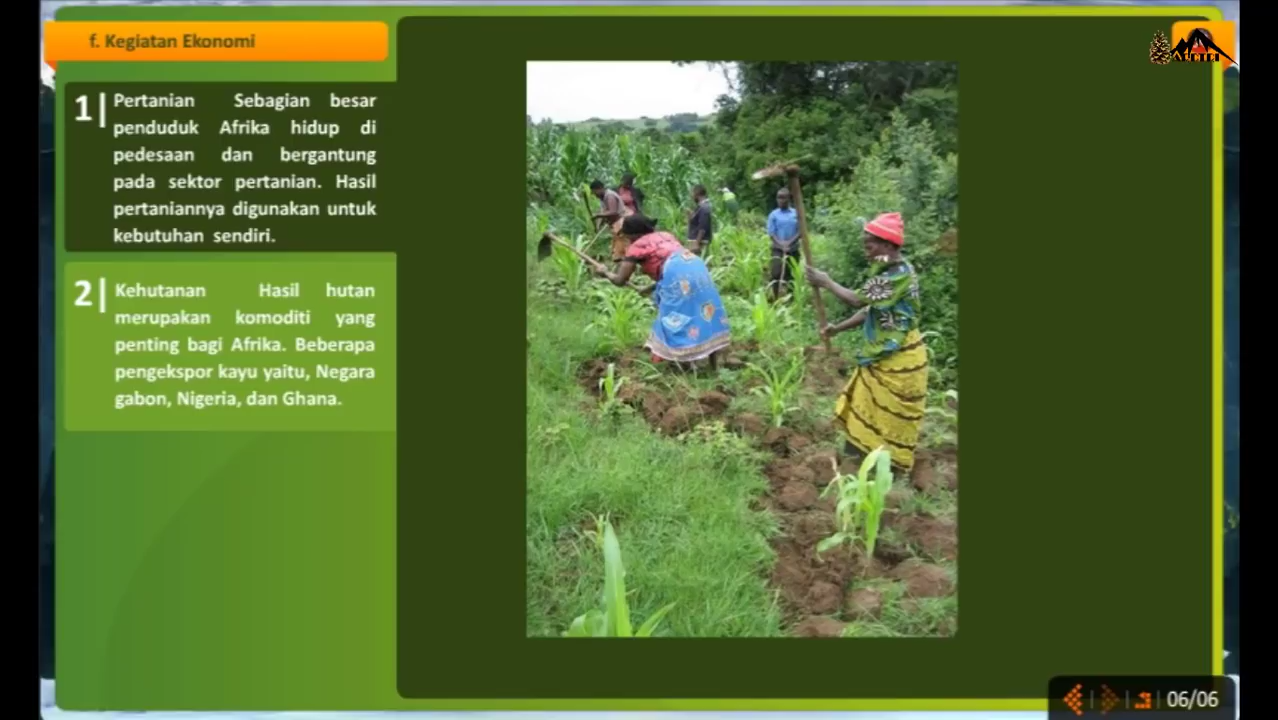 f. Kegiatan Ekonomi
1
Pertanian Sebagian besar
penduduk Afrika hidup di
pedesaan dan bergantung
pada sektor pertanian. Hasil
pertaniannya digunakan untuk
kebutuhan sendiri.
2
Kehutanan Hasil hutan
merupakan komoditi yang
penting bagi Afrika. Beberapa
pengekspor kayu yaitu, Negara
gabon, Nigeria, dan Ghana.
06/06